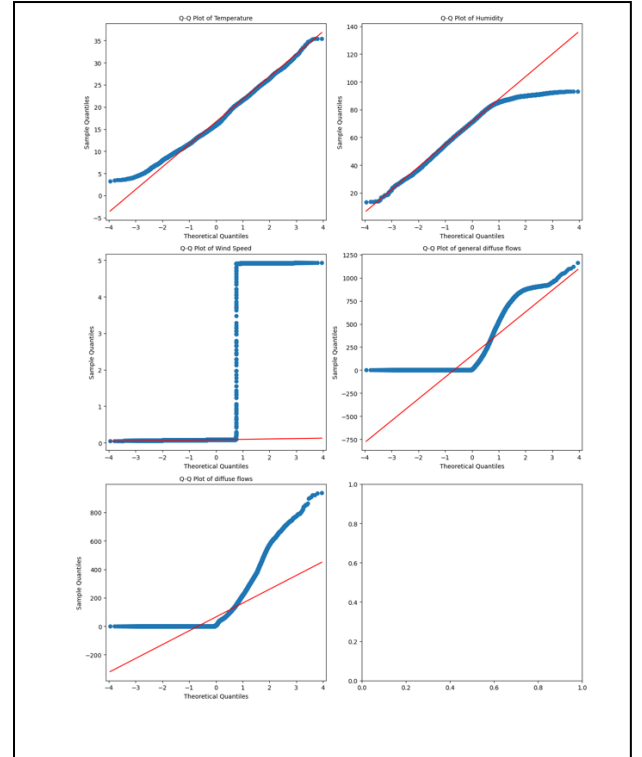 Q-Q Plot of Temperature
35
30
25
20
15
10
5
0
−5
Sample Quantiles
−4 −3 −2 −1 0 1 2 3 4
Theoretical Quantiles
Q-Q Plot of Humidity
140
120
100
80
60
40
20
Sample Quantiles
−4 −3 −2 −1 0 1 2 3 4
Theoretical Quantiles
Q-Q Plot of Wind Speed
5
4
3
2
1
0
Sample Quantiles
−4 −3 −2 −1 0 1 2 3 4
Theoretical Quantiles
Q-Q Plot of general diffuse flows
1250
1000
750
500
250
0
−250
−500
−750
Sample Quantiles
−4 −3 −2 −1 0 1 2 3 4
Theoretical Quantiles
Q-Q Plot of diffuse flows
800
600
400
200
0
−200
Sample Quantiles
−4 −3 −2 −1 0 1 2 3 4
Theoretical Quantiles
1.0
0.8
0.6
0.4
0.2
0.0
0.0 0.2 0.4 0.6 0.8 1.0